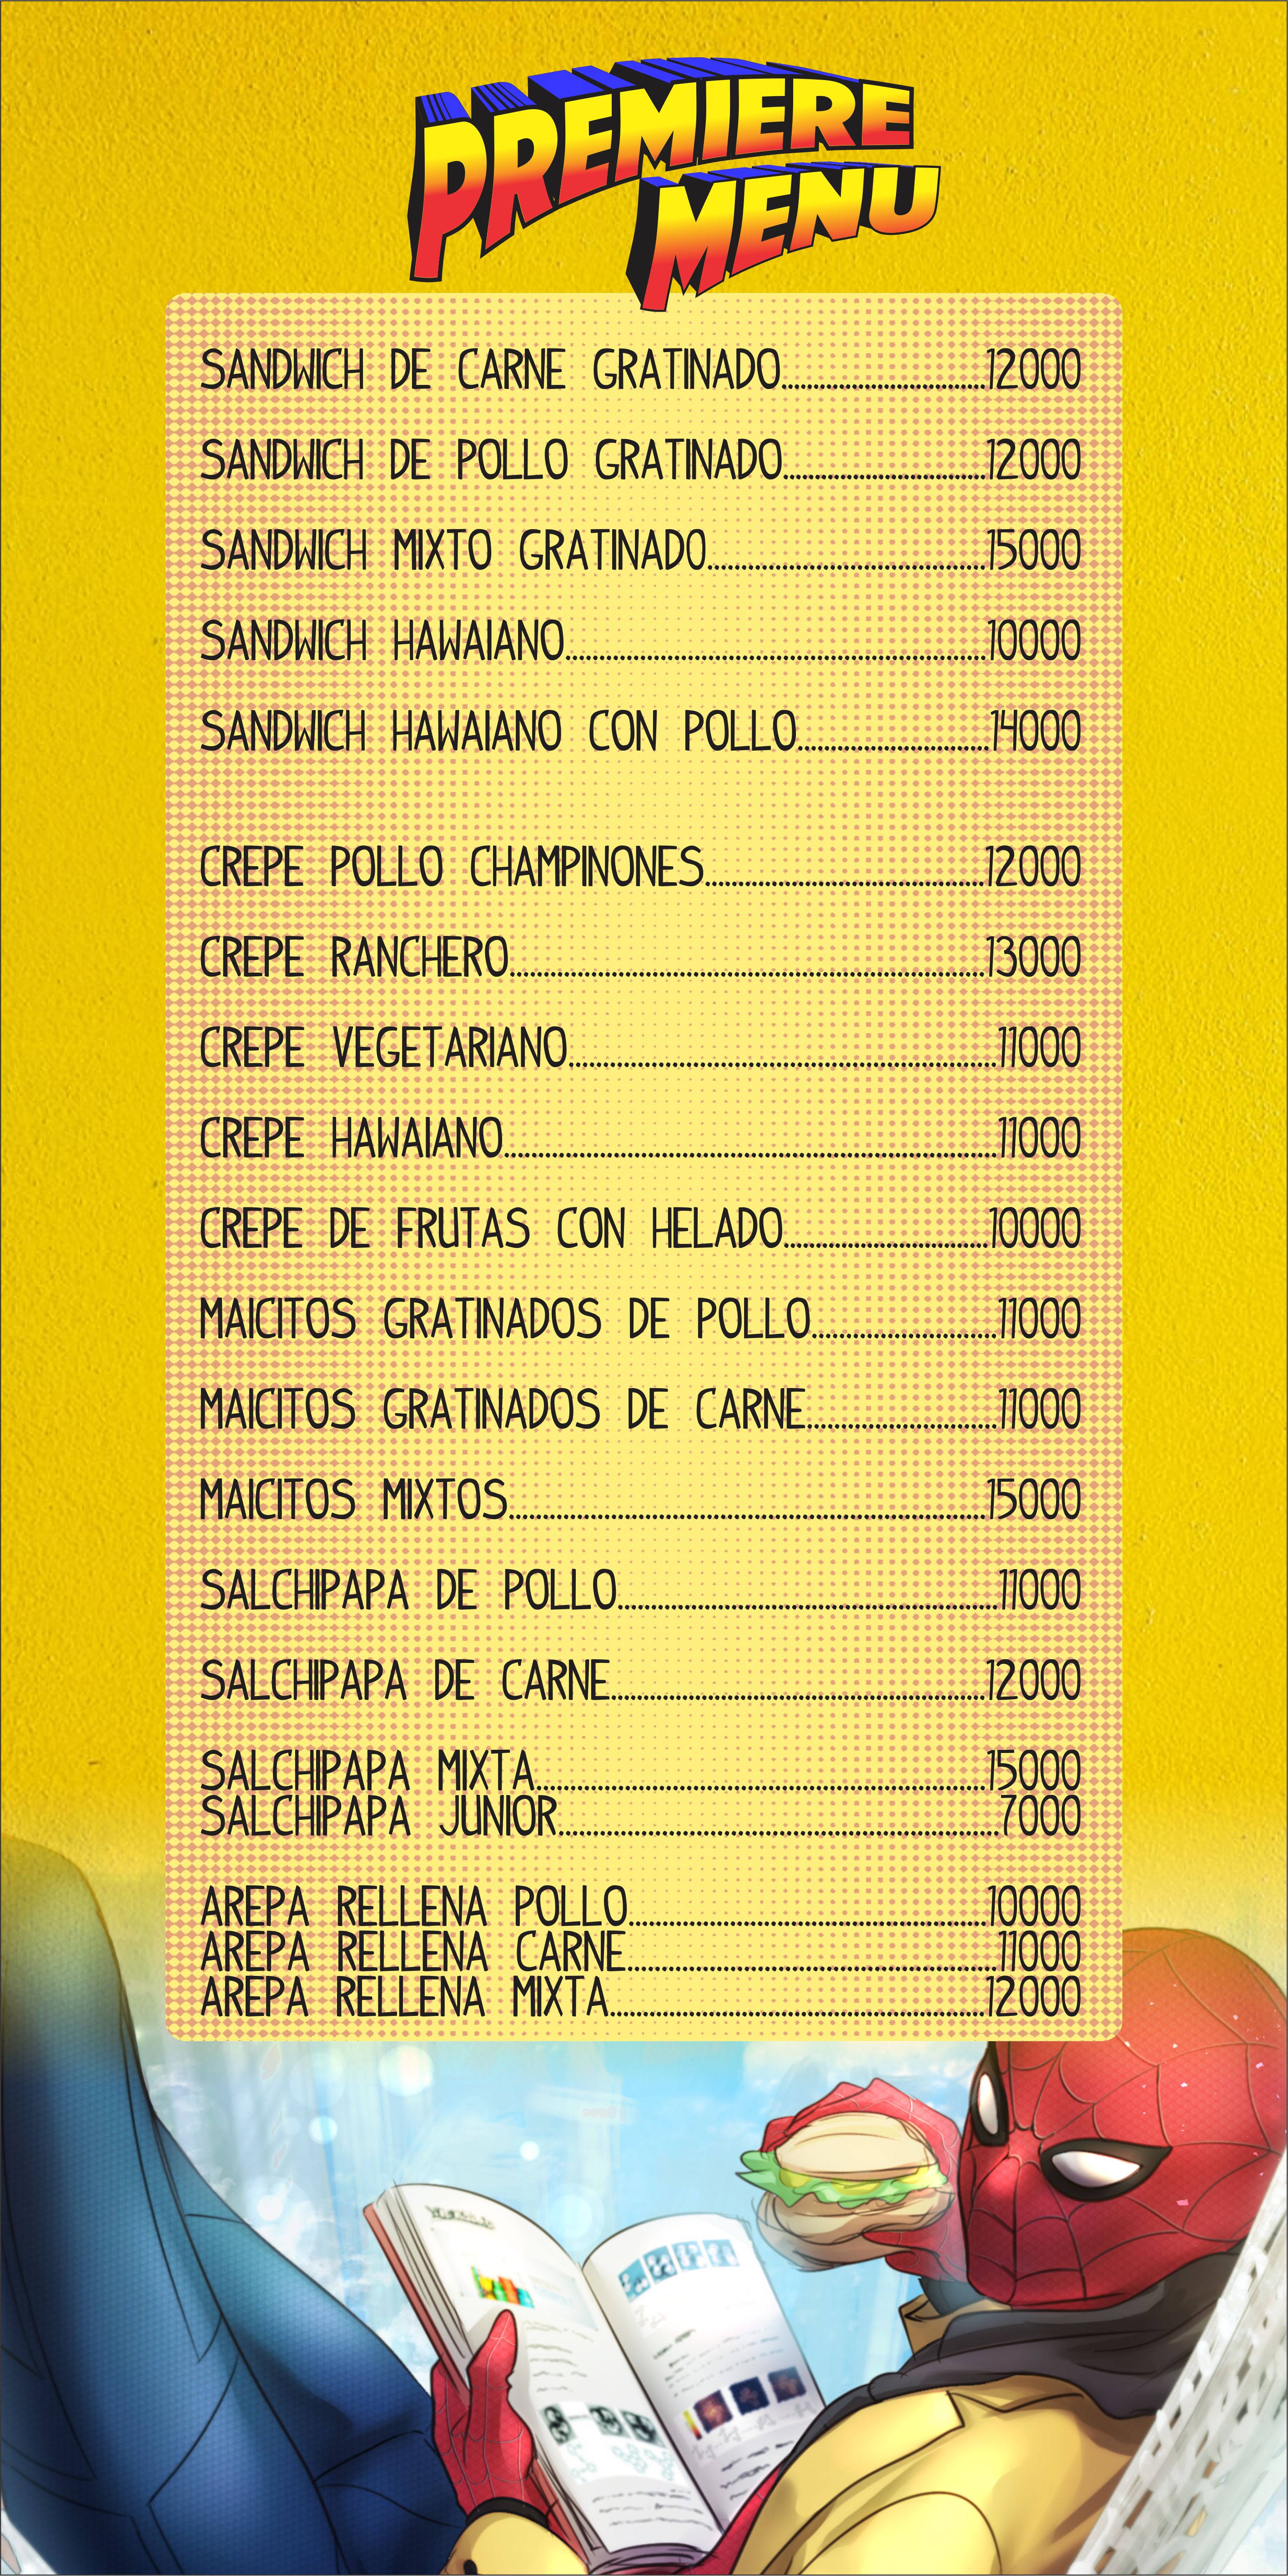 PREMIERE
MENU
SANDWICH DE CARNE GRATINADO.................................12000
SANDWICH DE POLLO GRATINADO.................................12000
SANDWICH MIXTO GRATINADO.............................................15000
SANDWICH HAWAIANO....................................................................10000
SANDWICH HAWAIANO CON POLLO...............................14000
CREPE POLLO CHAMPINONES.............................................12000
CREPE RANCHERO.............................................................................13000
CREPE VEGETARIANO.....................................................................11000
CREPE HAWAIANO................................................................................11000
CREPE DE FRUTAS CON HELADO.................................10000
MAICITOS GRATINADOS DE POLLO..............................11000
MAICITOS GRATINADOS DE CARNE...............................11000
MAICITOS MIXTOS.............................................................................15000
SALCHIPAPA DE POLLO.............................................................11000
SALCHIPAPA DE CARNE.............................................................12000
SALCHIPAPA MIXTA.........................................................................15000
SALCHIPAPA JUNIOR........................................................................7000
AREPA RELLENA POLLO..........................................................10000
AREPA RELLENA CARNE............................................................11000
AREPA RELLENA MIXTA.............................................................12000